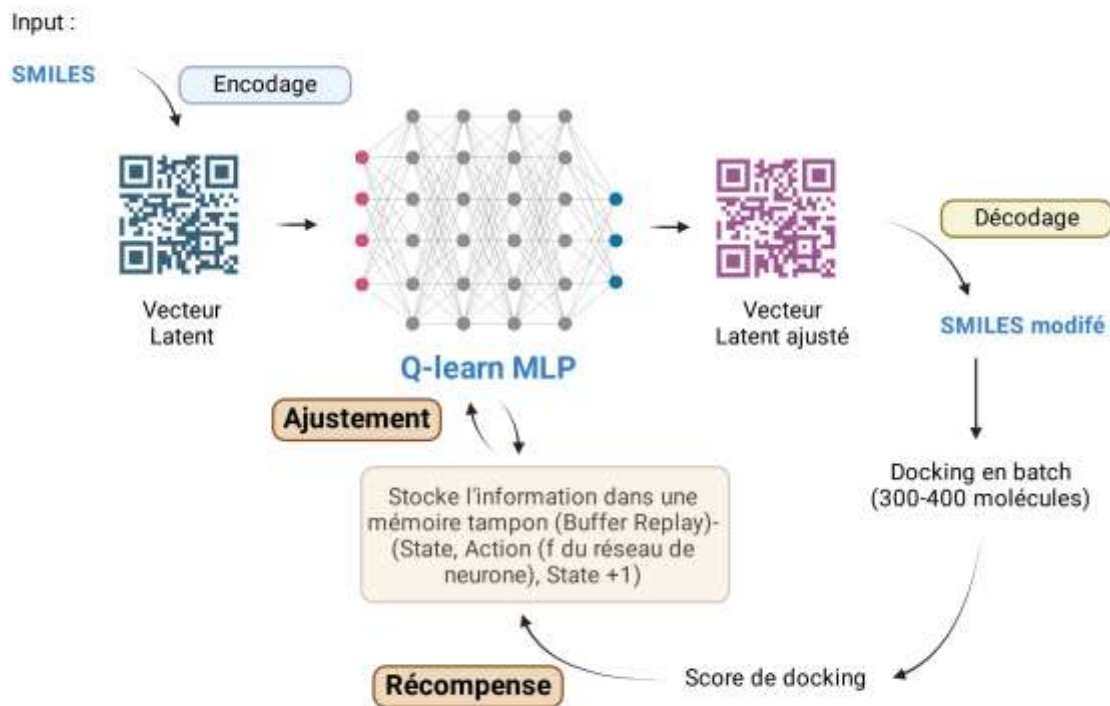 Input :
SMILES
Encodage
Vecteur
Latent
Q-learn MLP
Vecteur
Latent ajusté
Décodage
SMILES modifé
Ajustement
Stocke l'information dans une
mémoire tampon (Buffer Replay)-
(State, Action (f du réseau de
neurone), State +1)
Docking en batch
(300-400 molécules)
Récompense
Score de docking